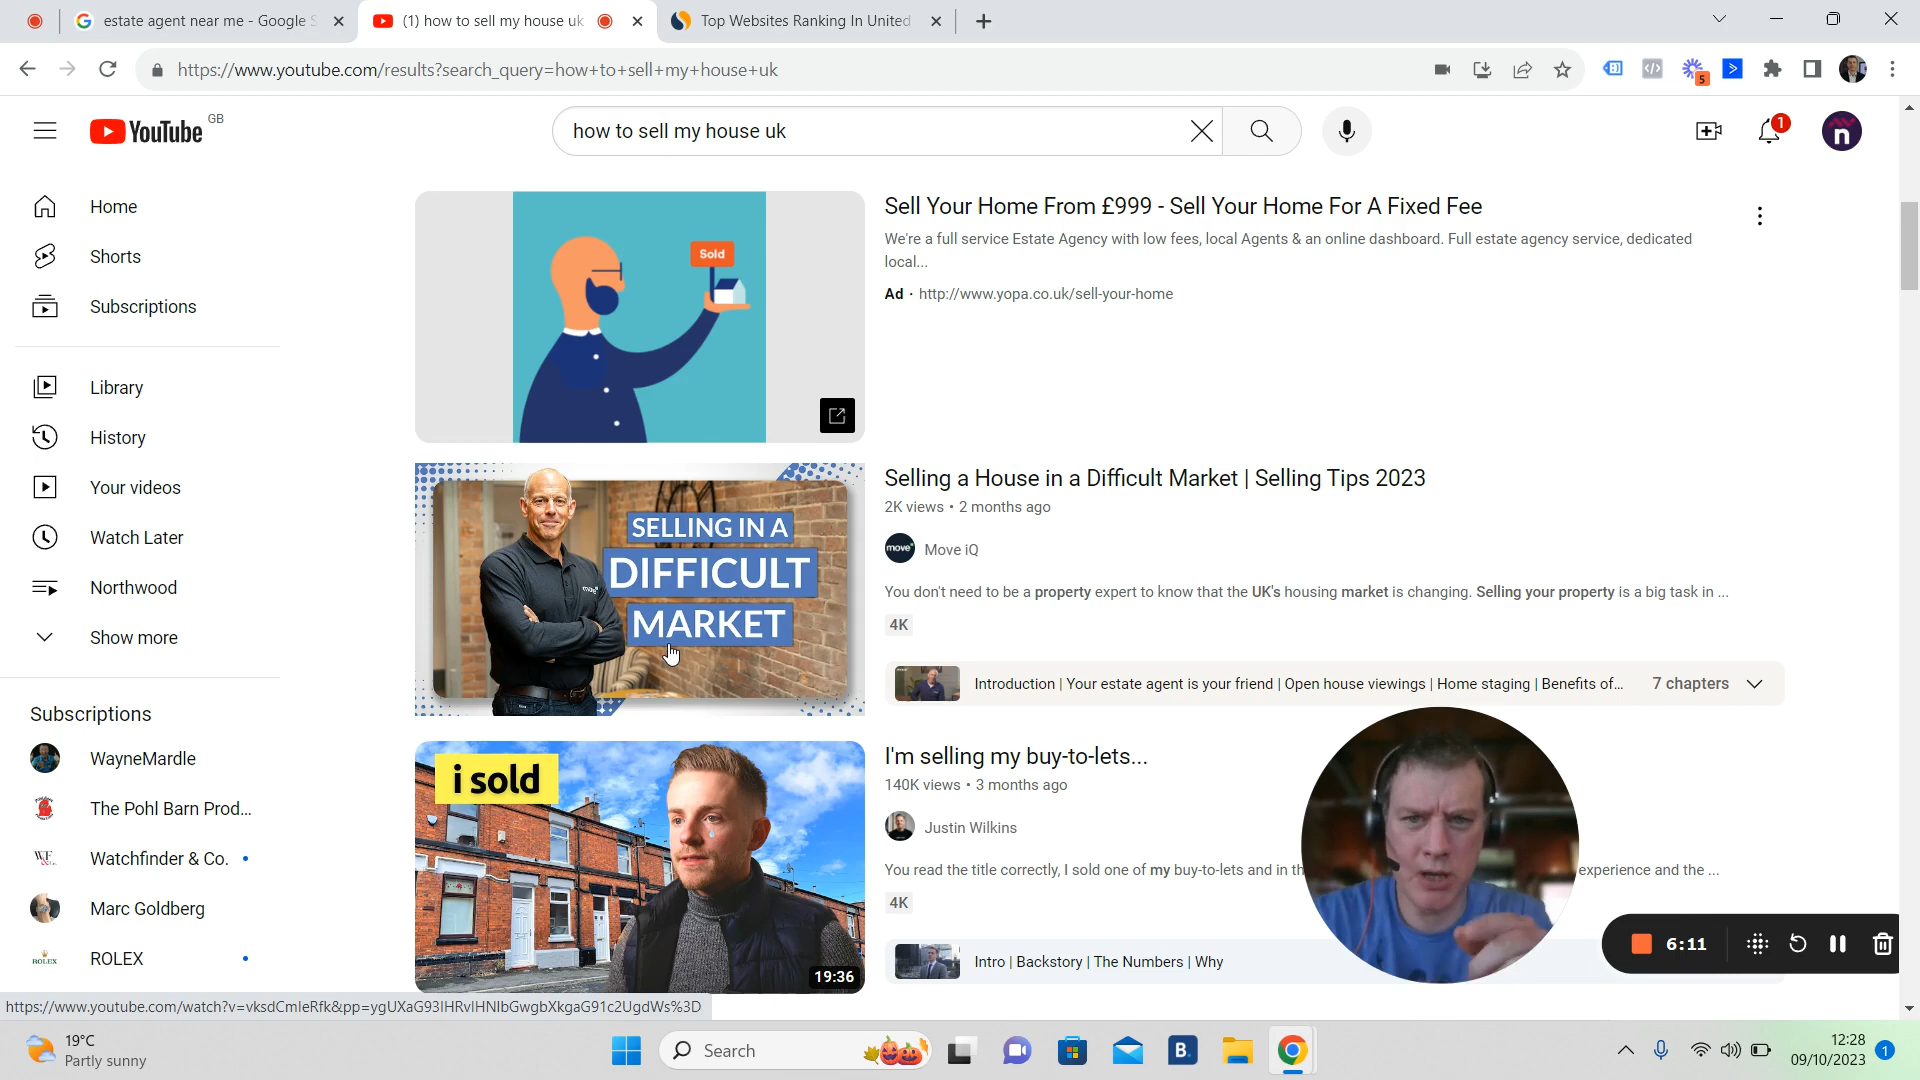 estate agent near me - Google S
(1) how to sell my house uk
Top Websites Ranking In United
https://www.youtube.com/results?search_query=how+to+sell+my+house+uk
5
YouTube
GB
how to sell my house uk
1
n
Home
Shorts
Subscriptions
Library
History
Your videos
Watch Later
Northwood
Show more
Subscriptions
WayneMardle
The Pohl Barn Prod...
Watchfinder & Co.
Marc Goldberg
ROLEX
ROLEX
Sold
Sell Your Home From £999 - Sell Your Home For A Fixed Fee
We're a full service Estate Agency with low fees, local Agents & an online dashboard. Full estate agency service, dedicated
local...
Ad · http://www.yopa.co.uk/sell-your-home
SELLING IN A
DIFFICULT
MARKET
Selling a House in a Difficult Market | Selling Tips 2023
2K views • 2 months ago
move
Move iQ
You don't need to be a property expert to know that the UK's housing market is changing. Selling your property is a big task in ...
4K
Introduction | Your estate agent is your friend | Open house viewings | Home staging | Benefits of...
7 chapters
i sold
19:36
I'm selling my buy-to-lets...
140K views • 3 months ago
Justin Wilkins
You read the title correctly, I sold one of my buy-to-lets and in th
experience and the ...
4K
Intro | Backstory | The Numbers | Why
6:11
https://www.youtube.com/watch?v=vksdCmIeRfk&pp=ygUXaG93IHRvIHNlbGwgbXkgaG91c2UgdWs%3D
19°C
Partly sunny
Search
B.
12:28
09/10/2023
1